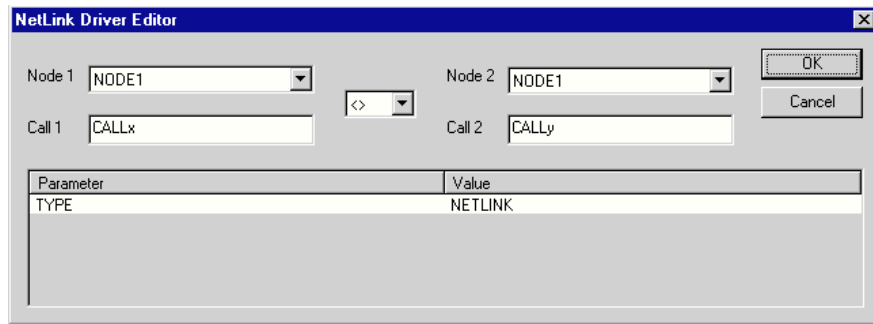 NetLink Driver Editor
Node 1 NODE1 <> Node 2 NODE1 OK
Call 1 CALLx Call 2 CALLy Cancel
Parameter Value
TYPE NETLINK